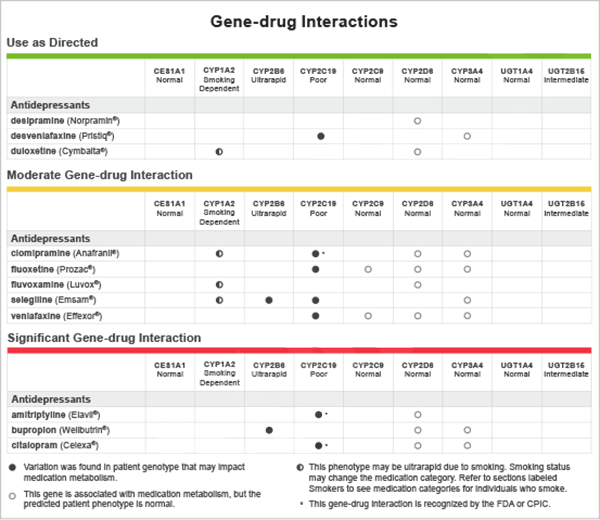 Gene-drug Interactions
Use as Directed
CES1A1 CYP1A2 CYP2B6 CYP2C19 CYP2C9 CYP2D6 CYP3A4 UGT1A4 UGT2B15
Normal Smoking Ultrarapid Poor Normal Normal Normal Normal Intermediate
Dependent
Antidepressants
desipramine (Norpramin®)
desvenlafaxine (Pristiq®)
duloxetine (Cymbalta®)
Moderate Gene-drug Interaction
CES1A1 CYP1A2 CYP2B6 CYP2C19 CYP2C9 CYP2D6 CYP3A4 UGT1A4 UGT2B15
Normal Smoking Ultrarapid Poor Normal Normal Normal Normal Intermediate
Dependent
Antidepressants
clomipramine (Anafranil®)
fluoxetine (Prozac®)
fluvoxamine (Luvox®)
selegiline (Emsam®)
venlafaxine (Effexor®)
Significant Gene-drug Interaction
CES1A1 CYP1A2 CYP2B6 CYP2C19 CYP2C9 CYP2D6 CYP3A4 UGT1A4 UGT2B15
Normal Smoking Ultrarapid Poor Normal Normal Normal Normal Intermediate
Dependent
Antidepressants
amitriptyline (Elavil®)
bupropion (Wellbutrin®)
citalopram (Celexa®)
Variation was found in patient genotype that may impact
medication metabolism.
This gene is associated with medication metabolism, but the
predicted patient phenotype is normal.
This phenotype may be ultrarapid due to smoking. Smoking status
may change the medication category. Refer to sections labeled
Smokers to see medication categories for individuals who smoke.
• This gene-drug interaction is recognized by the FDA or CPIC.